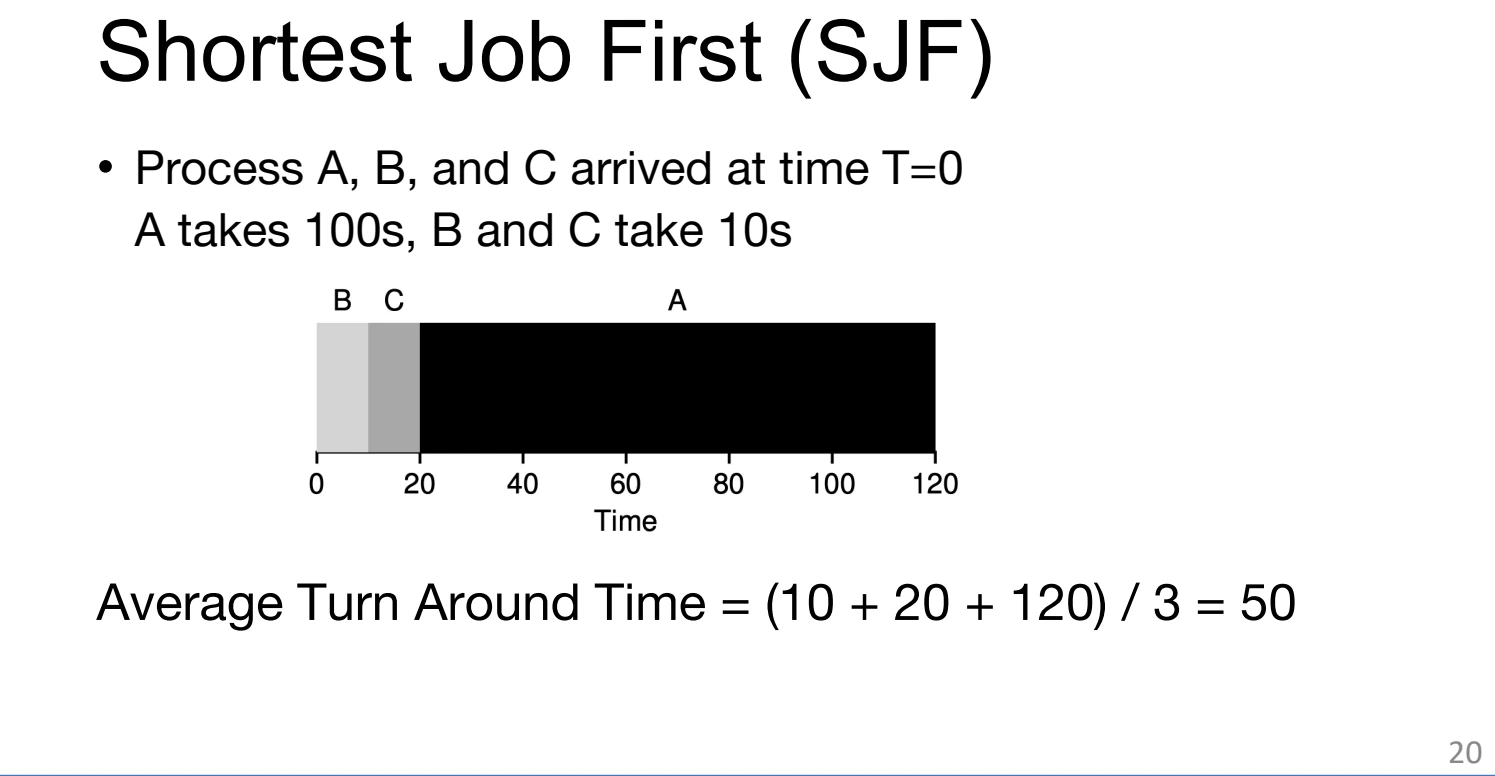 Shortest Job First (SJF)
• Process A, B, and C arrived at time T=0
A takes 100s, B and C take 10s
B C A
0 20 40 60 80 100 120
Time
Average Turn Around Time = (10 + 20 + 120) / 3 = 50
20